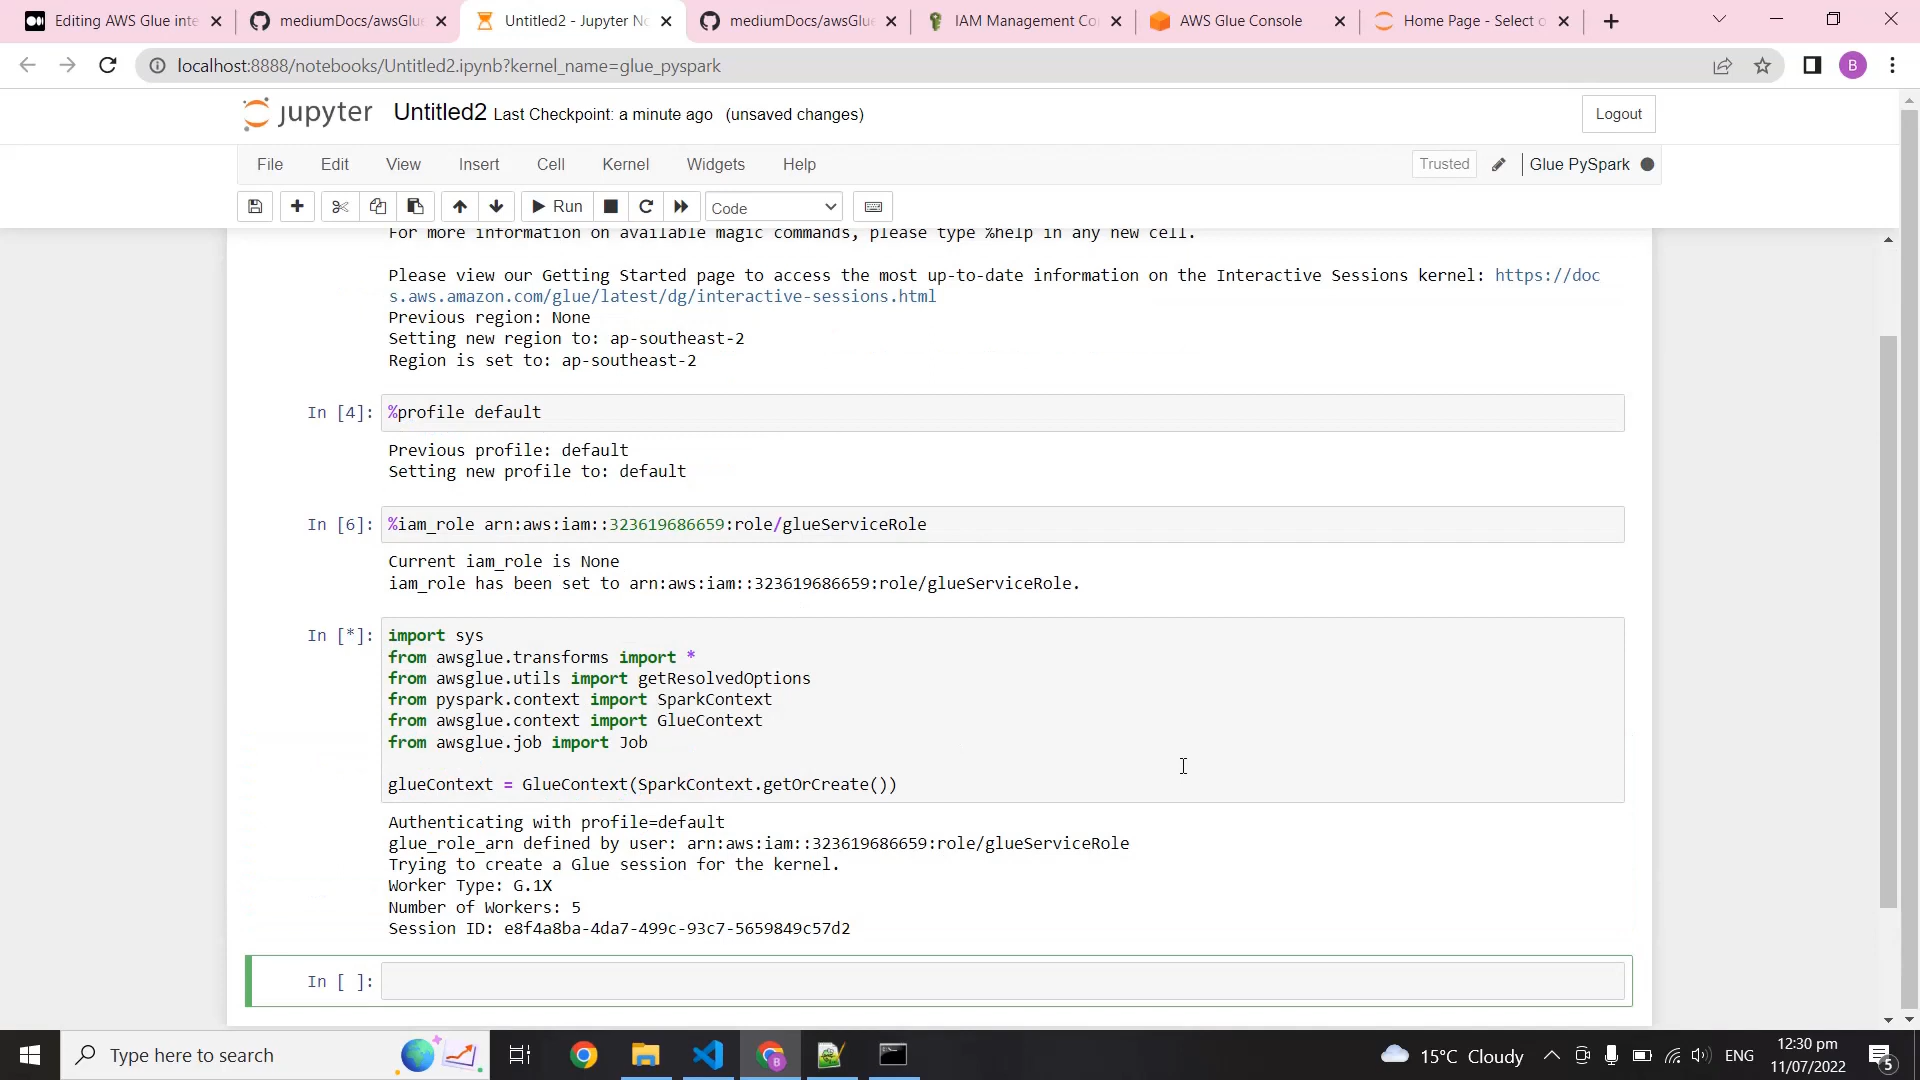 Editing AWS Glue inte
mediumDocs/awsGlue
Untitled2 - Jupyter No
mediumDocs/awsGlue
IAM Management Co
AWS Glue Console
Home Page - Select o
localhost:8888/notebooks/Untitled2.ipynb?kernel_name=glue_pyspark
B
jupyter Untitled2 Last Checkpoint: a minute ago (unsaved changes)
Logout
File Edit View Insert Cell Kernel Widgets Help
Trusted
Glue PySpark
Run
Code
For more information on available magic commands, please type %help in any new cell.
Please view our Getting Started page to access the most up-to-date information on the Interactive Sessions kernel: https://doc
s.aws.amazon.com/glue/latest/dg/interactive-sessions.html
Previous region: None
Setting new region to: ap-southeast-2
Region is set to: ap-southeast-2
In [4]: %profile default
Previous profile: default
Setting new profile to: default
In [6]: %iam_role arn:aws:iam::323619686659:role/glueServiceRole
Current iam_role is None
iam_role has been set to arn:aws:iam::323619686659:role/glueServiceRole.
In [*]: import sys
from awsglue.transforms import *
from awsglue.utils import getResolvedOptions
from pyspark.context import SparkContext
from awsglue.context import GlueContext
from awsglue.job import Job
glueContext = GlueContext(SparkContext.getOrCreate())
Authenticating with profile=default
glue_role_arn defined by user: arn:aws:iam::323619686659:role/glueServiceRole
Trying to create a Glue session for the kernel.
Worker Type: G.1X
Number of Workers: 5
Session ID: e8f4a8ba-4da7-499c-93c7-5659849c57d2
In [ ]:
Type here to search
B
15°C Cloudy
ENG
12:30 pm
11/07/2022
5